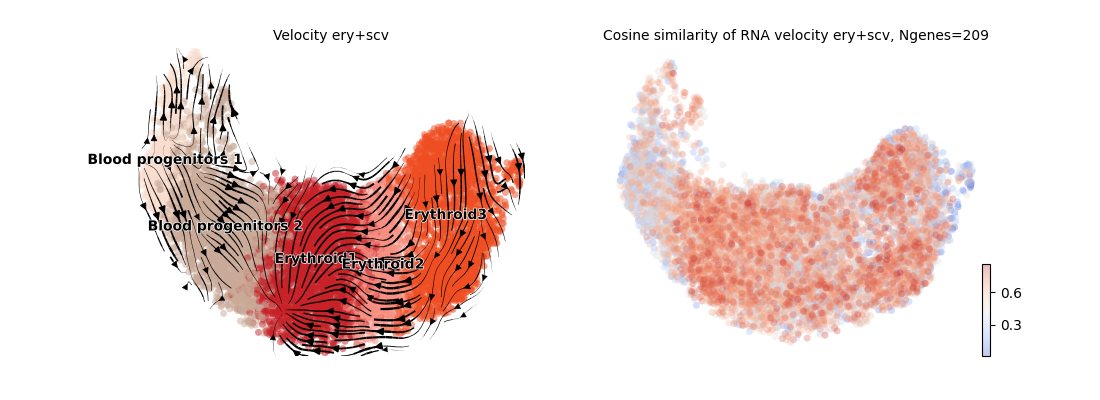 Velocity ery+scv
Cosine similarity of RNA velocity ery+scv, Ngenes=209
Blood progenitors 1
Blood progenitors 2
Erythroid3
Erythroid1
Erythroid2
0.6
0.3